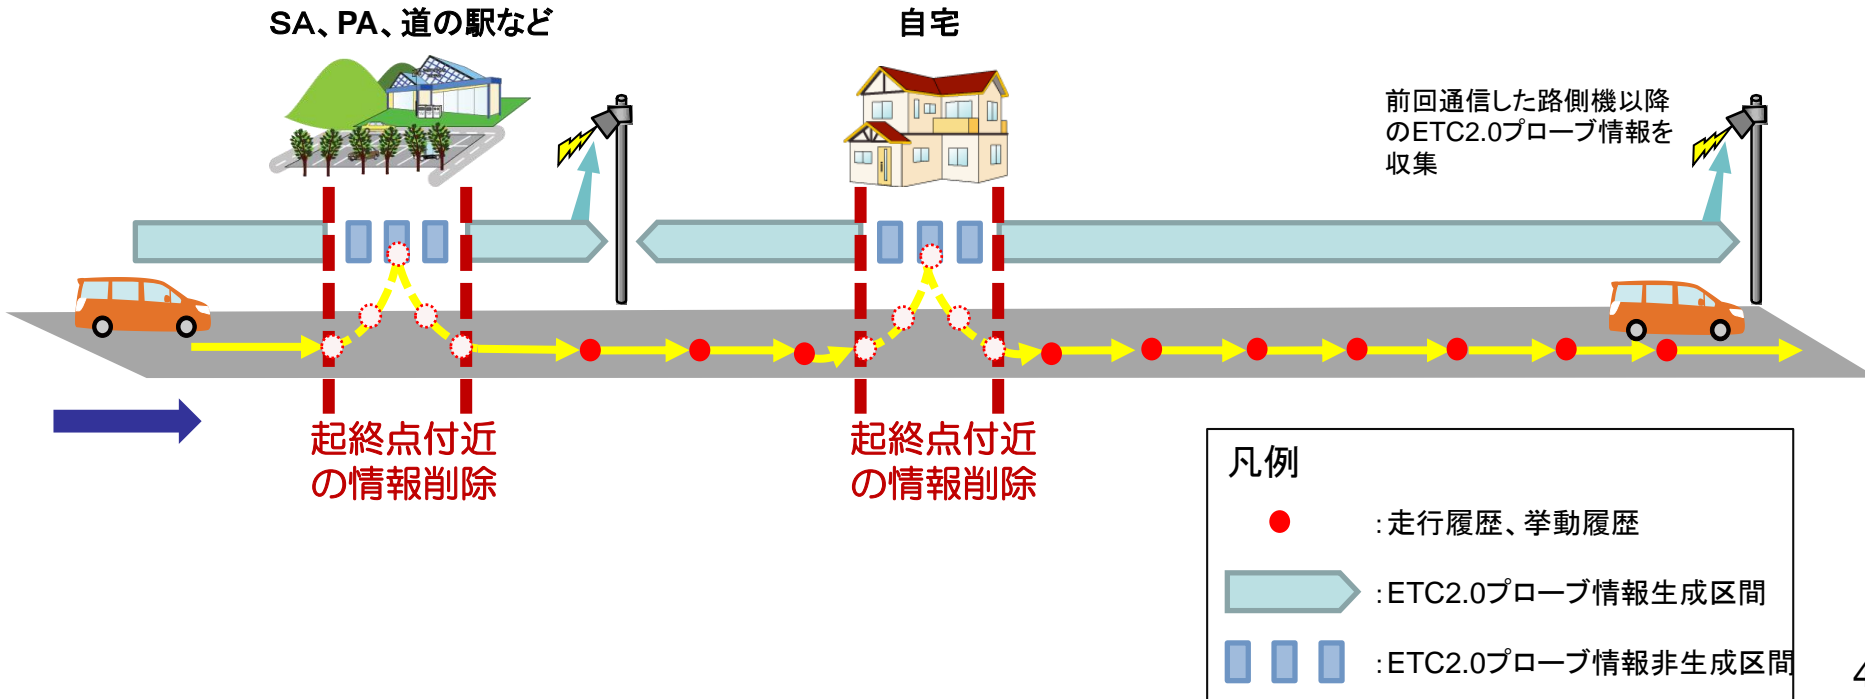 SA、PA、道の駅など
自宅
前回通信した路側機以降
のETC2.0プローブ情報を
収集
起終点付近
の情報削除
起終点付近
の情報削除
凡例
：走行履歴、挙動履歴
：ETC2.0プローブ情報生成区間
：ETC2.0プローブ情報非生成区間